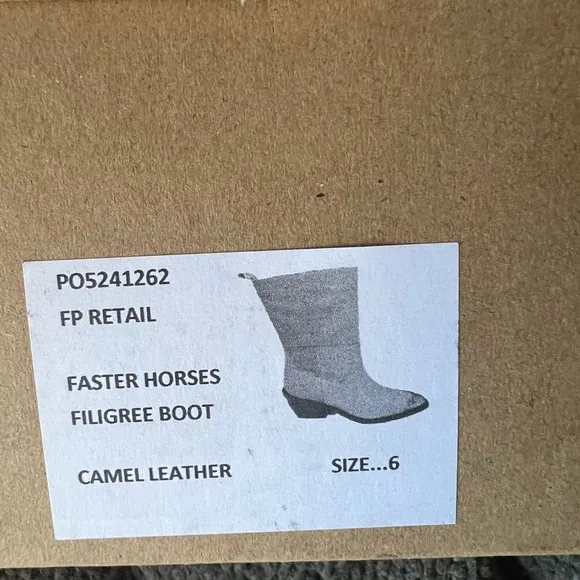 PO5241262
FP RETAIL
FASTER HORSES
FILIGREE BOOT
CAMEL LEATHER SIZE...6